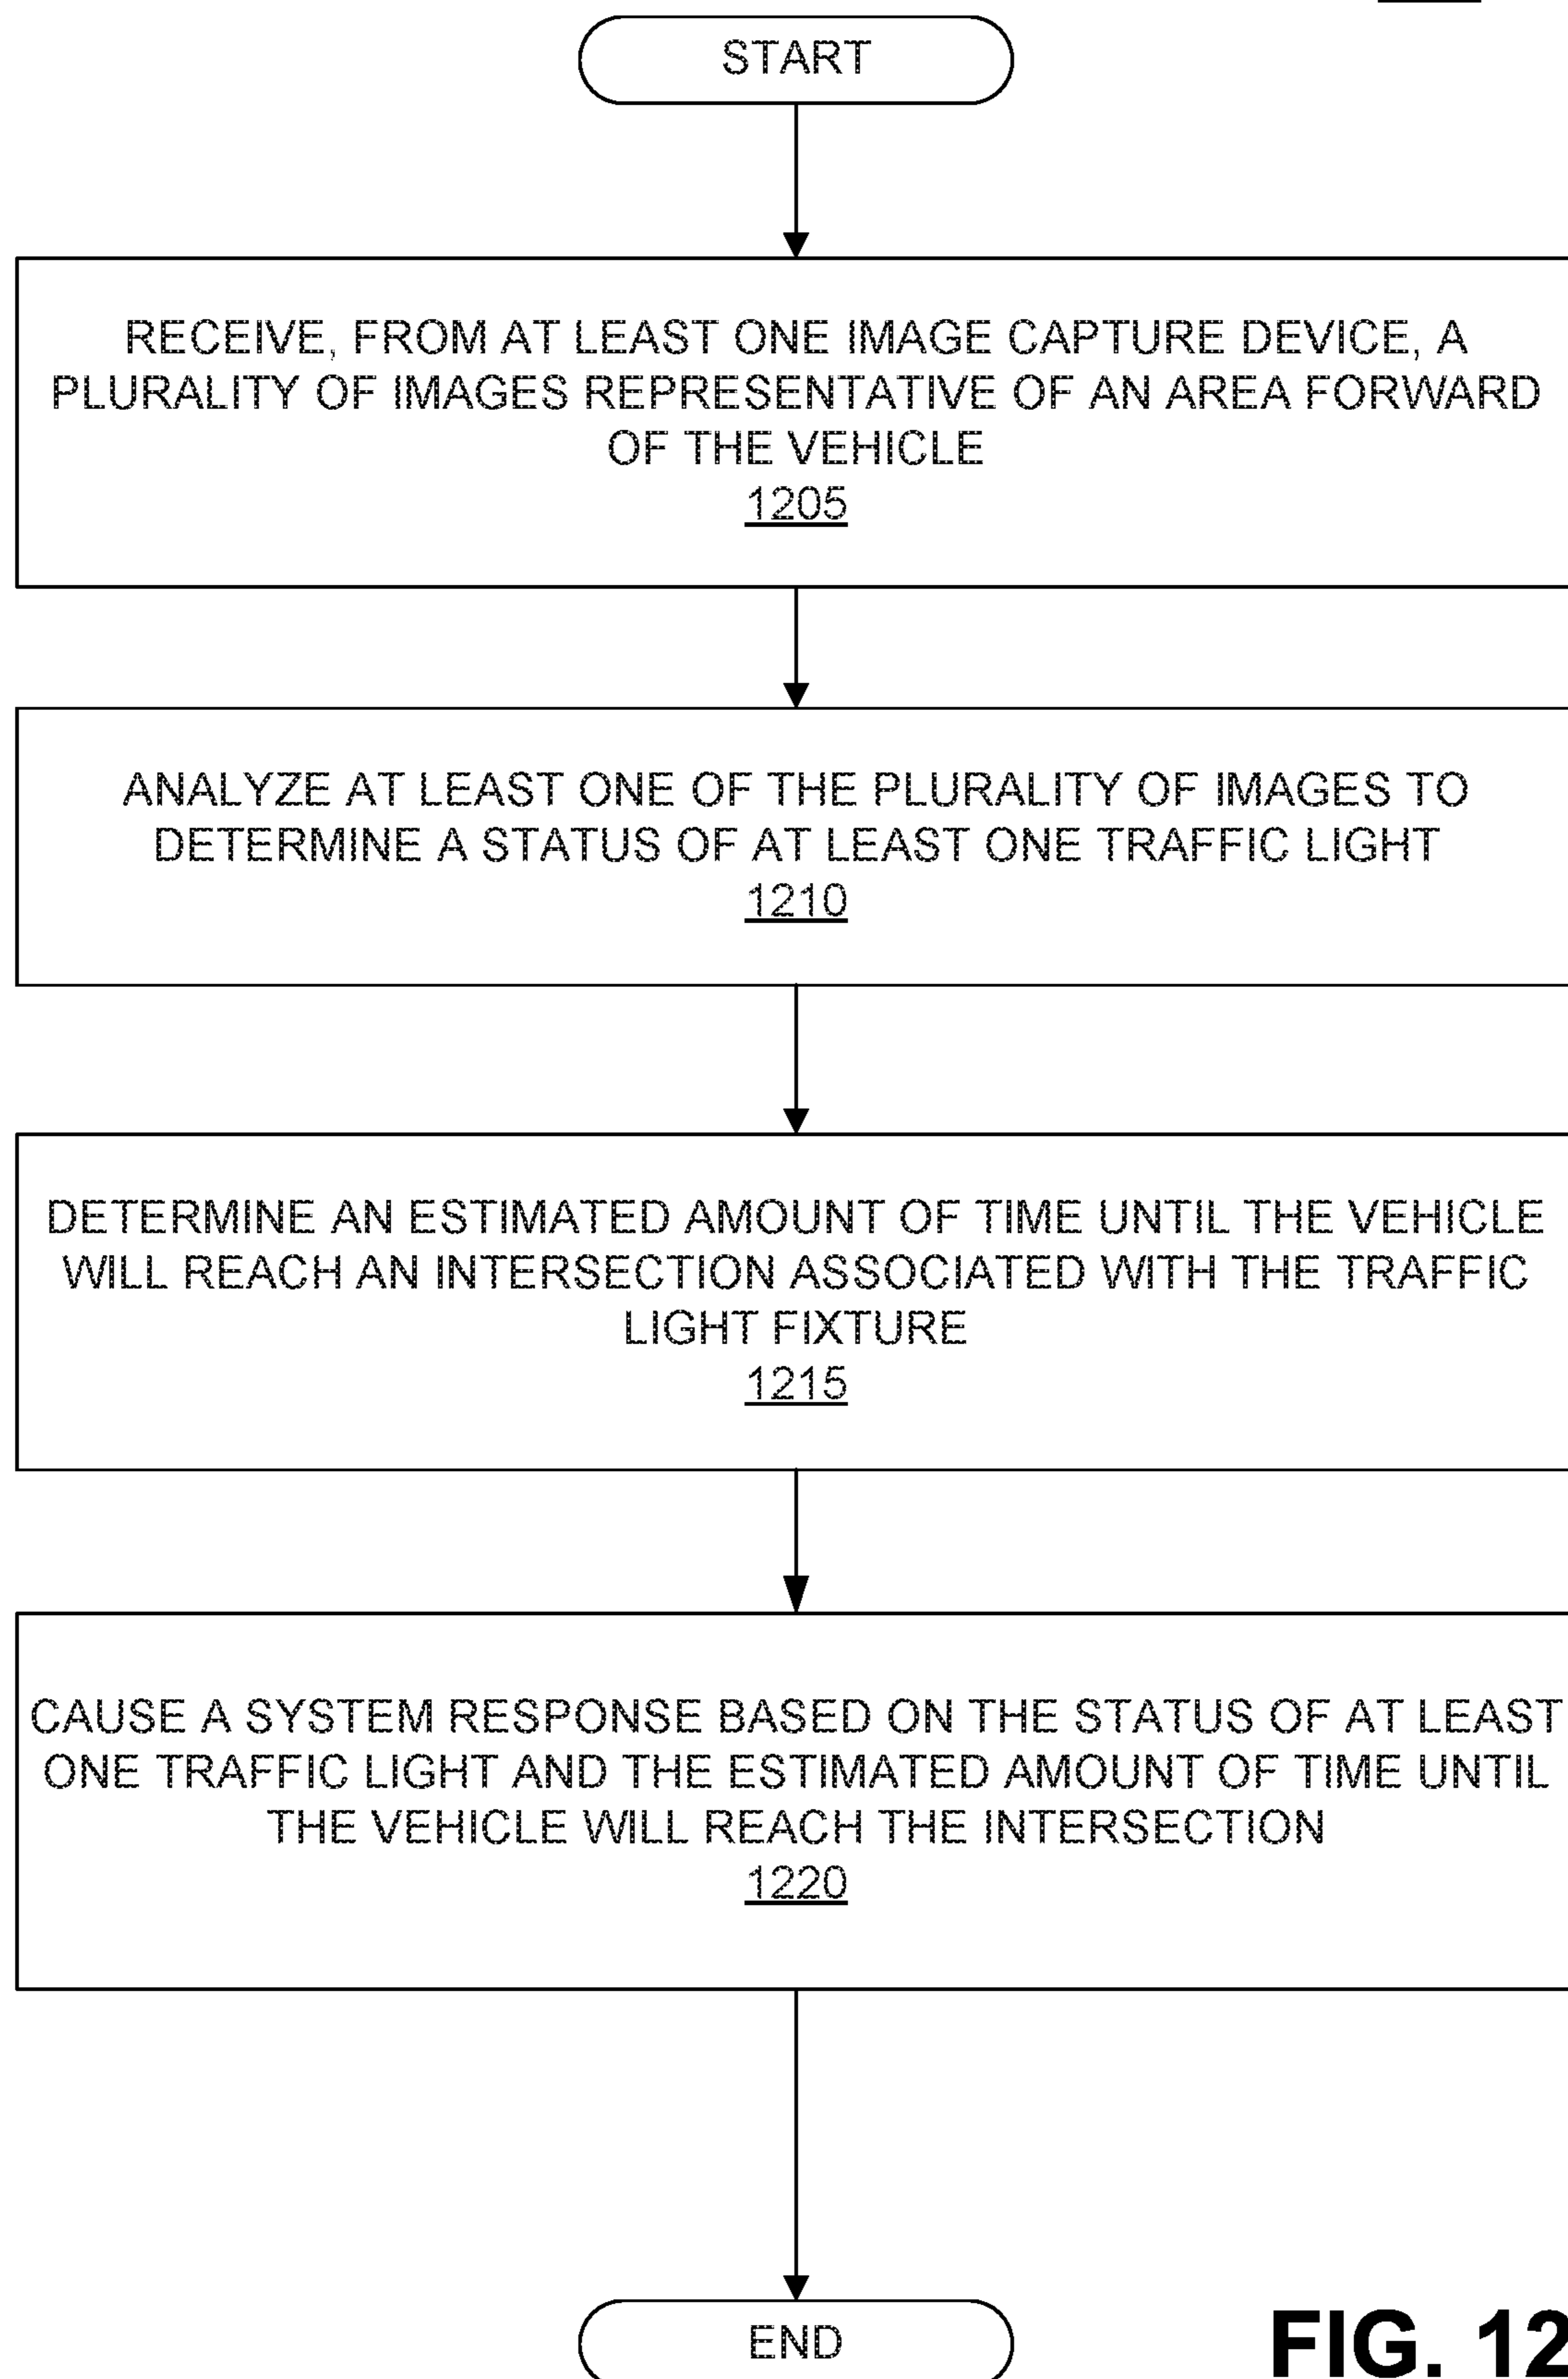 START
RECEIVE, FROM AT LEAST ONE IMAGE CAPTURE DEVICE, A
PLURALITY OF IMAGES REPRESENTATIVE OF AN AREA FORWARD
OF THE VEHICLE
1205
ANALYZE AT LEAST ONE OF THE PLURALITY OF IMAGES TO
DETERMINE A STATUS OF AT LEAST ONE TRAFFIC LIGHT
1210
DETERMINE AN ESTIMATED AMOUNT OF TIME UNTIL THE VEHICLE
WILL REACH AN INTERSECTION ASSOCIATED WITH THE TRAFFIC
LIGHT FIXTURE
1215
CAUSE A SYSTEM RESPONSE BASED ON THE STATUS OF AT LEAST
ONE TRAFFIC LIGHT AND THE ESTIMATED AMOUNT OF TIME UNTIL
THE VEHICLE WILL REACH THE INTERSECTION
1220
END
FIG. 12